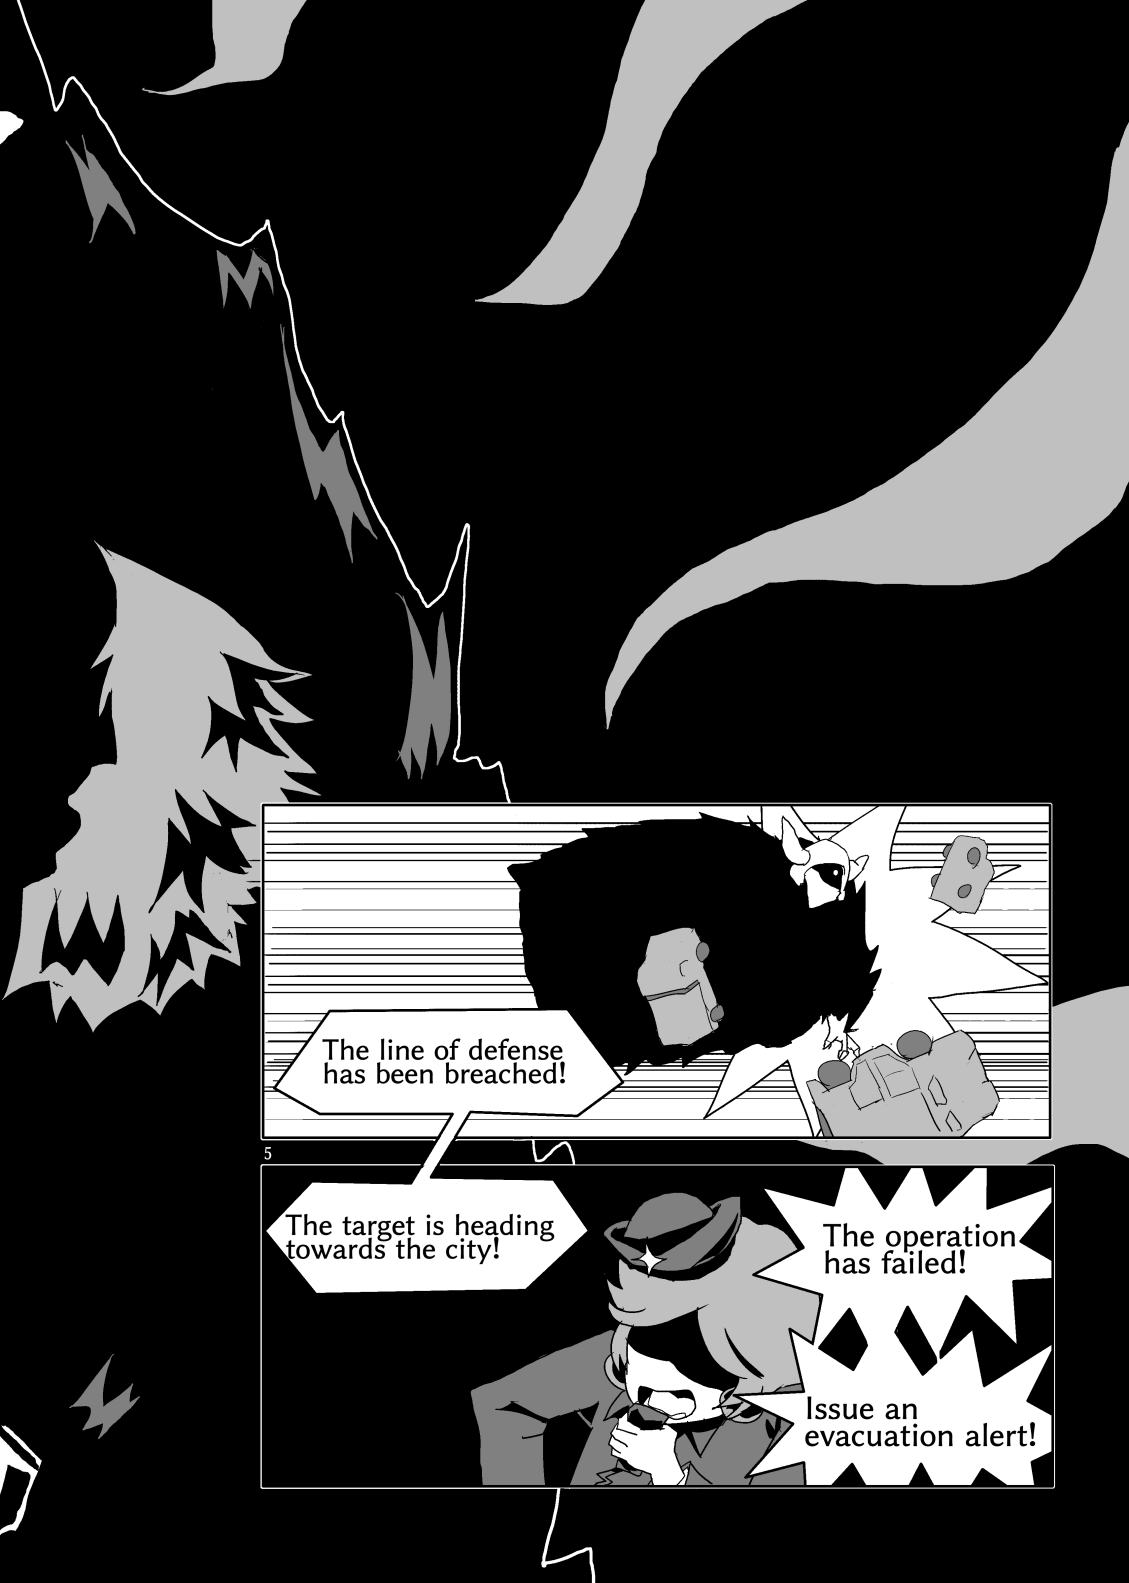 The line of defense
has been breached!
5
The target is heading
towards the city!
The operation
has failed!
Issue an
evacuation alert!